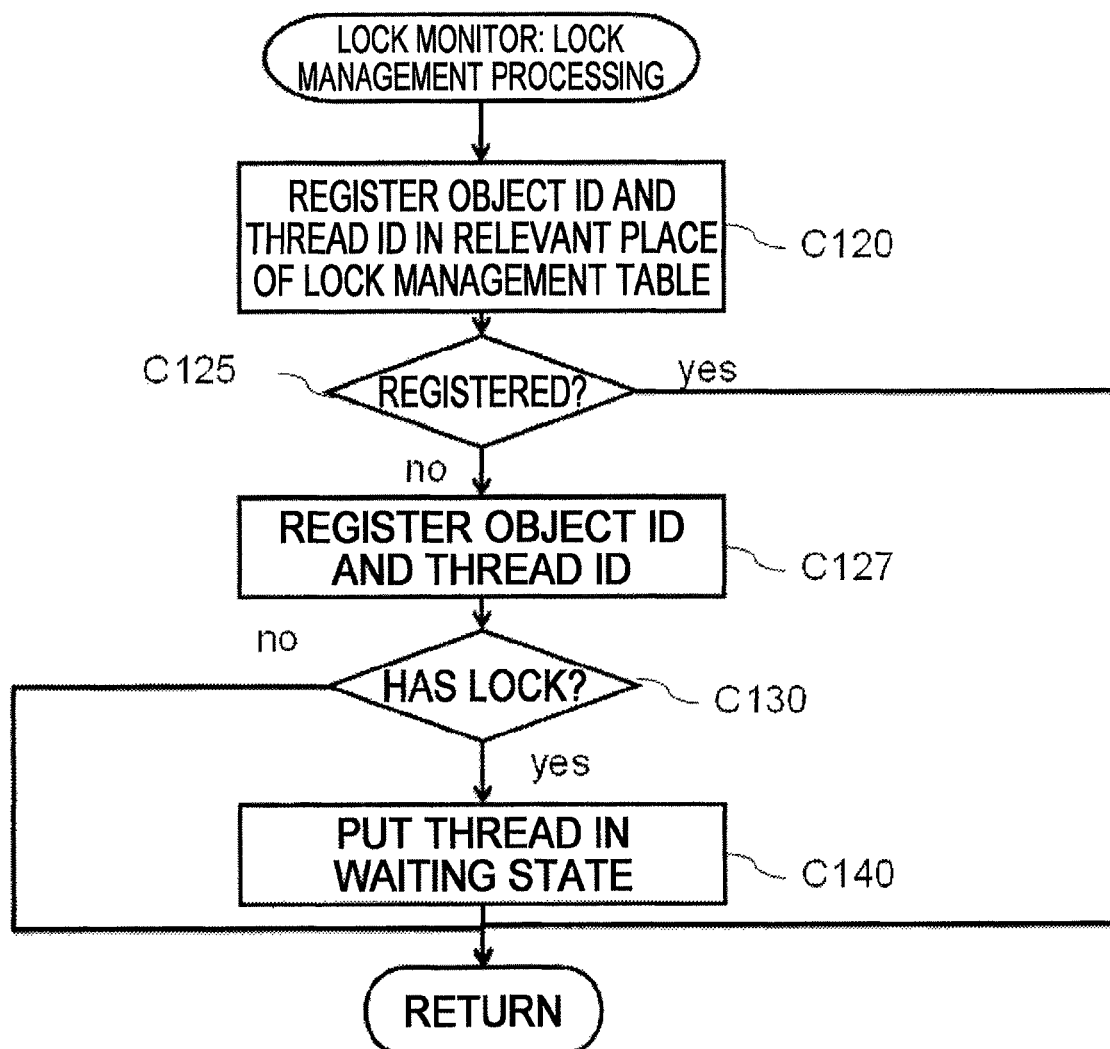 LOCK MONITOR: LOCK
MANAGEMENT PROCESSING
REGISTER OBJECT ID AND
THREAD ID IN RELEVANT PLACE
OF LOCK MANAGEMENT TABLE
C120
C125
REGISTERED?
yes
no
REGISTER OBJECT ID
AND THREAD ID
C127
no
HAS LOCK?
C130
yes
PUT THREAD IN
WAITING STATE
C140
RETURN